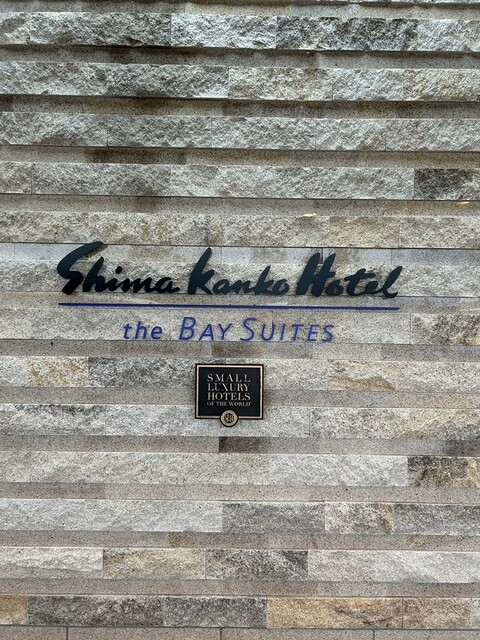 Shima Kanko Hotel
the BAY SUITES
SMALL
LUXURY
HOTELS
OF THE WORLD